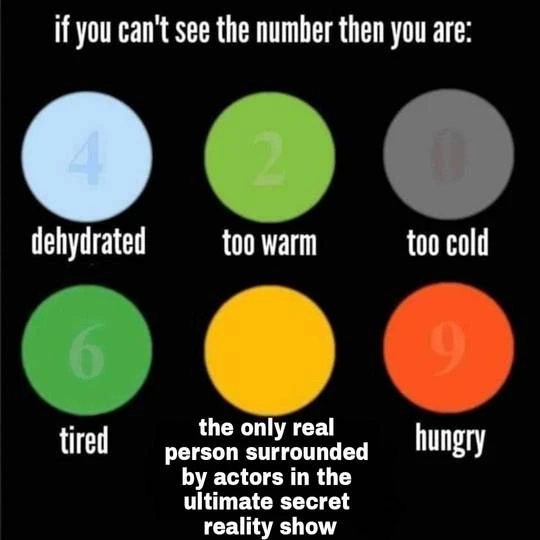 if you can't see the number then you are:
4 2 0
dehydrated too warm too cold
6 9
tired the only real hungry
person surrounded
by actors in the
ultimate secret
reality show